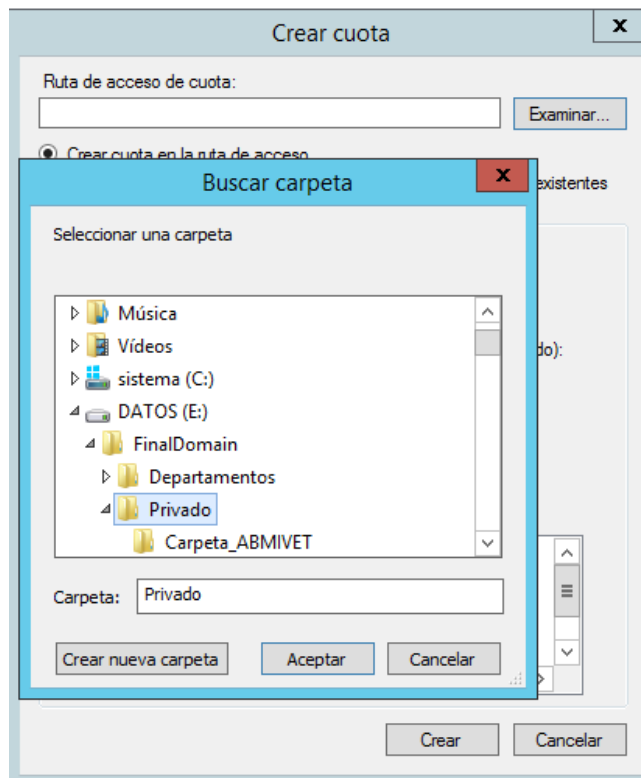 Crear cuota
x
Ruta de acceso de cuota:
Examinar...
Crear cuota en la ruta de acceso
existentes
Buscar carpeta
x
Seleccionar una carpeta
Música
Vídeos
sistema (C:)
do):
DATOS (E:)
FinalDomain
Departamentos
Privado
Carpeta_ABMIVET
Carpeta:
Privado
Crear nueva carpeta
Aceptar
Cancelar
Crear
Cancelar